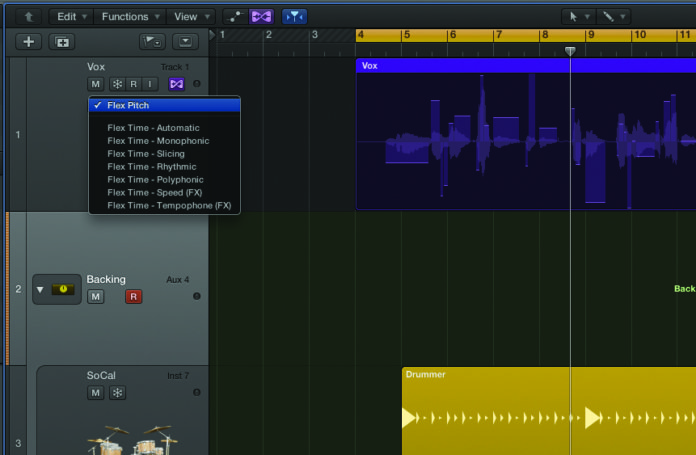 Edit Functions View
1 2 3 4 5 6 7 8 9 10 11
Vox Track 1
M R I
Vox
1
✓ Flex Pitch
Flex Time - Automatic
Flex Time - Monophonic
Flex Time - Slicing
Flex Time - Rhythmic
Flex Time - Polyphonic
Flex Time - Speed (FX)
Flex Time - Tempophone (FX)
Backing Aux 4
2
M R
Back
SoCal Inst 7
Drummer
M
3